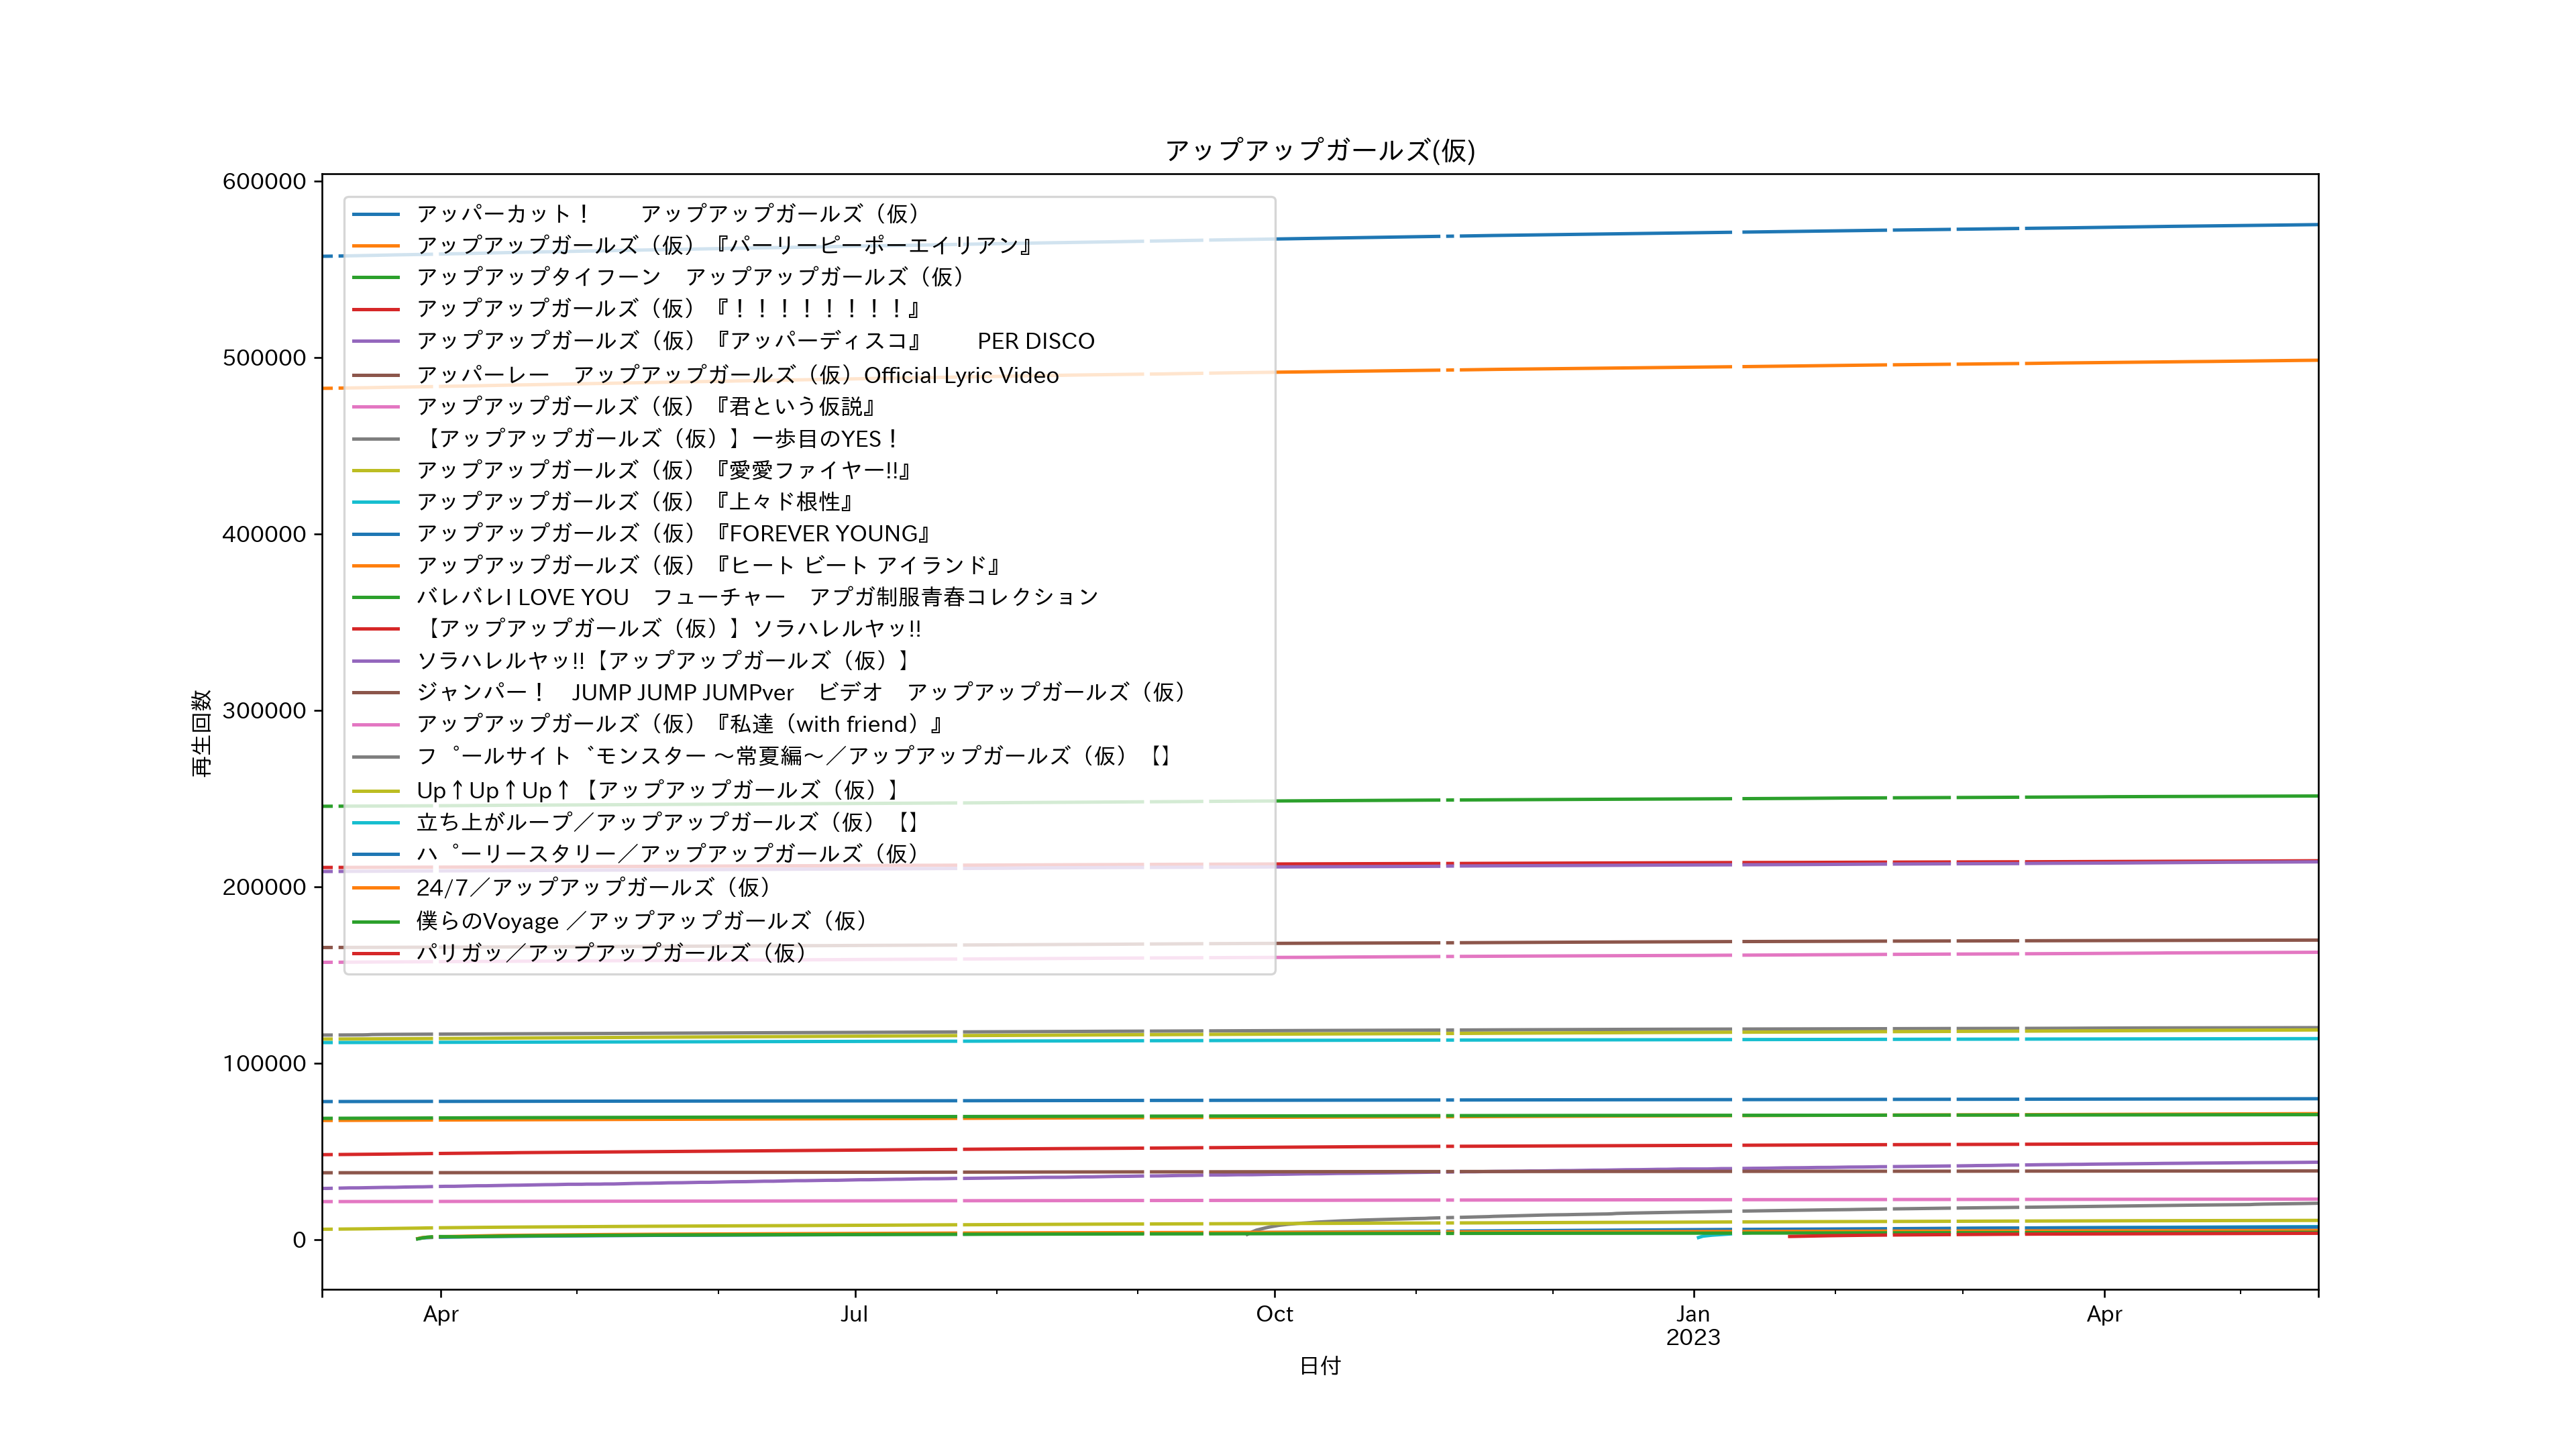 アップアップガールズ(仮)
600000
500000
400000
300000
200000
100000
0
再生回数
アッパーカット！　　アップアップガールズ（仮）
アップアップガールズ（仮）『パーリーピーポーエイリアン』
アップアップタイフーン　アップアップガールズ（仮）
アップアップガールズ（仮）『！！！！！！！！』
アップアップガールズ（仮）『アッパーディスコ』　　PER DISCO
アッパーレー　アップアップガールズ（仮）Official Lyric Video
アップアップガールズ（仮）『君という仮説』
【アップアップガールズ（仮）】一歩目のYES！
アップアップガールズ（仮）『愛愛ファイヤー!!』
アップアップガールズ（仮）『上々ド根性』
アップアップガールズ（仮）『FOREVER YOUNG』
アップアップガールズ（仮）『ヒート ビート アイランド』
バレバレI LOVE YOU　フューチャー　アプガ制服青春コレクション
【アップアップガールズ（仮）】ソラハレルヤッ!!
ソラハレルヤッ!!【アップアップガールズ（仮）】
ジャンパー！　JUMP JUMP JUMPver　ビデオ　アップアップガールズ（仮）
アップアップガールズ（仮）『私達（with friend）』
フ゜ールサイト゛モンスター ～常夏編～／アップアップガールズ（仮）【】
Up↑Up↑Up↑【アップアップガールズ（仮）】
立ち上がループ／アップアップガールズ（仮）【】
ハ゜ーリースタリー／アップアップガールズ（仮）
24/7／アップアップガールズ（仮）
僕らのVoyage ／アップアップガールズ（仮）
パリガッ／アップアップガールズ（仮）
Apr
Jul
Oct
Jan
2023
Apr
日付